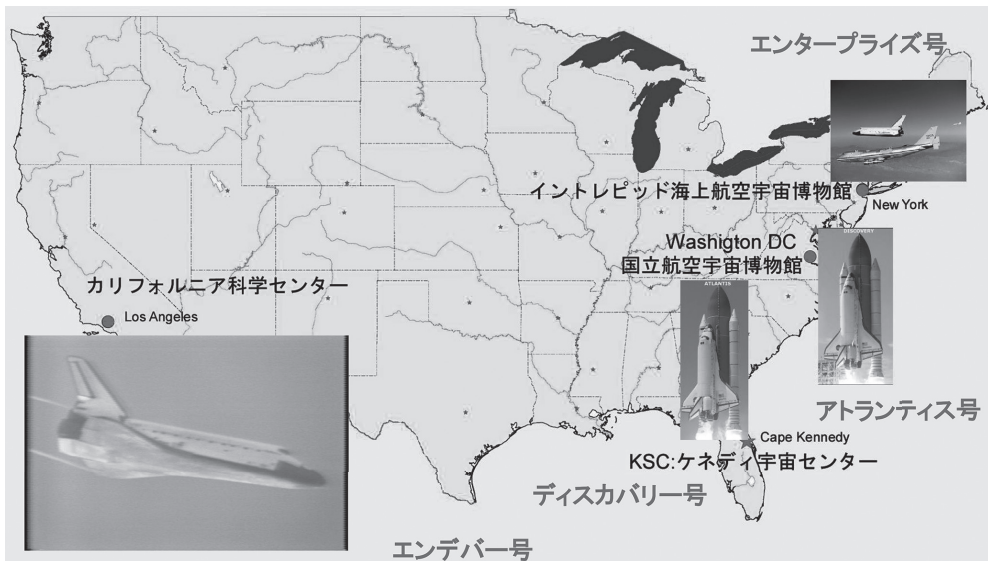 エンタープライズ号
イントレピッド海上航空宇宙博物館
New York
Washigton DC
国立航空宇宙博物館
DISCOVERY
カリフォルニア科学センター
ATLANTIS
Los Angeles
アトランティス号
Cape Kennedy
KSC:ケネディ宇宙センター
ディスカバリー号
エンデバー号